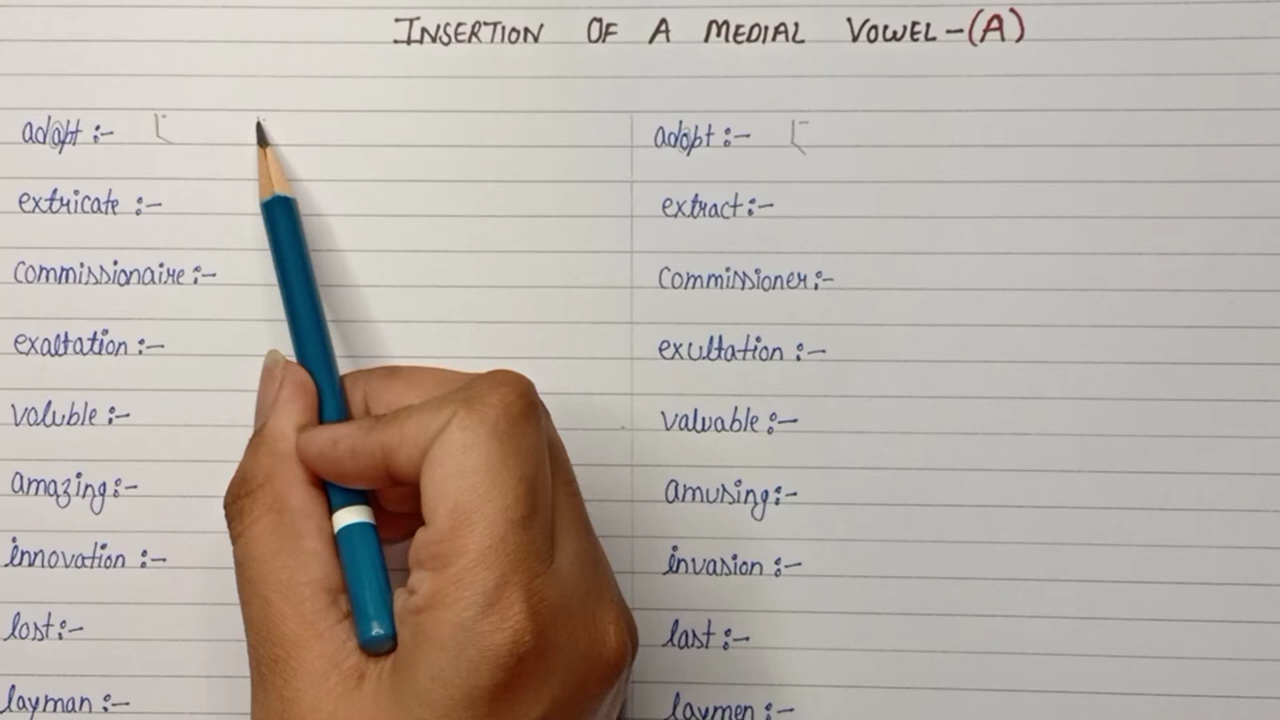 INSERTION OF A MEDIAL VOWEL-(A)
adapt :- adopt :-
extricate :- extract :-
commissionaire :- commissioner :-
exaltation :- exultation :-
voluble :- valuable :-
amazing :- amusing :-
innovation :- invasion :-
lost :- last :-
layman :- laymen :-